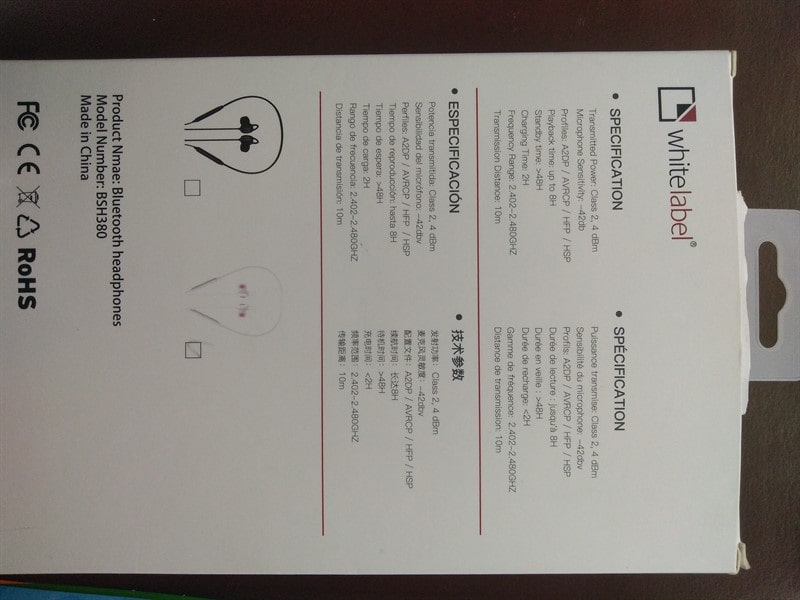 whitelabel®
SPECIFICATION
Transmitted Power: Class 2, 4 dBm
Microphone Sensitivity: -42db
Profiles: A2DP / AVRCP / HFP / HSP
Playback time: up to 8H
Standby time: >48H
Charging Time: 2H
Frequency Range: 2.402~2.480GHZ
Transmission Distance: 10m
SPÉCIFICATION
Puissance transmise: Class 2, 4 dBm
Sensibilité du microphone: -42dbv
Profils: A2DP / AVRCP / HFP / HSP
Durée de lecture : jusqu'à 8H
Durée en veille : >48H
Durée de recharge: <2H
Gamme de fréquence: 2.402~2.480GHZ
Distance de transmission: 10m
ESPECIFICACIÓN
Potencia transmitida: Class 2, 4 dBm
Sensibilidad del micrófono: -42dbv
Perfiles: A2DP / AVRCP / HFP / HSP
Tiempo de reproducción: hasta 8H
Tiempo de espera: >48H
Tiempo de carga: 2H
Rango de frecuencia: 2.402~2.480GHZ
Distancia de transmisión: 10m
技术参数
发射功率: Class 2, 4 dBm
麦克风灵敏度: -42dbv
配置文件: A2DP / AVRCP / HFP / HSP
续航时间: 长达8H
待机时间: >48H
充电时间: <2H
频率范围: 2.402~2.480GHZ
传输距离: 10m
Product Nmae: Bluetooth headphones
Model Number: BSH380
Made in China
FC CE RoHS